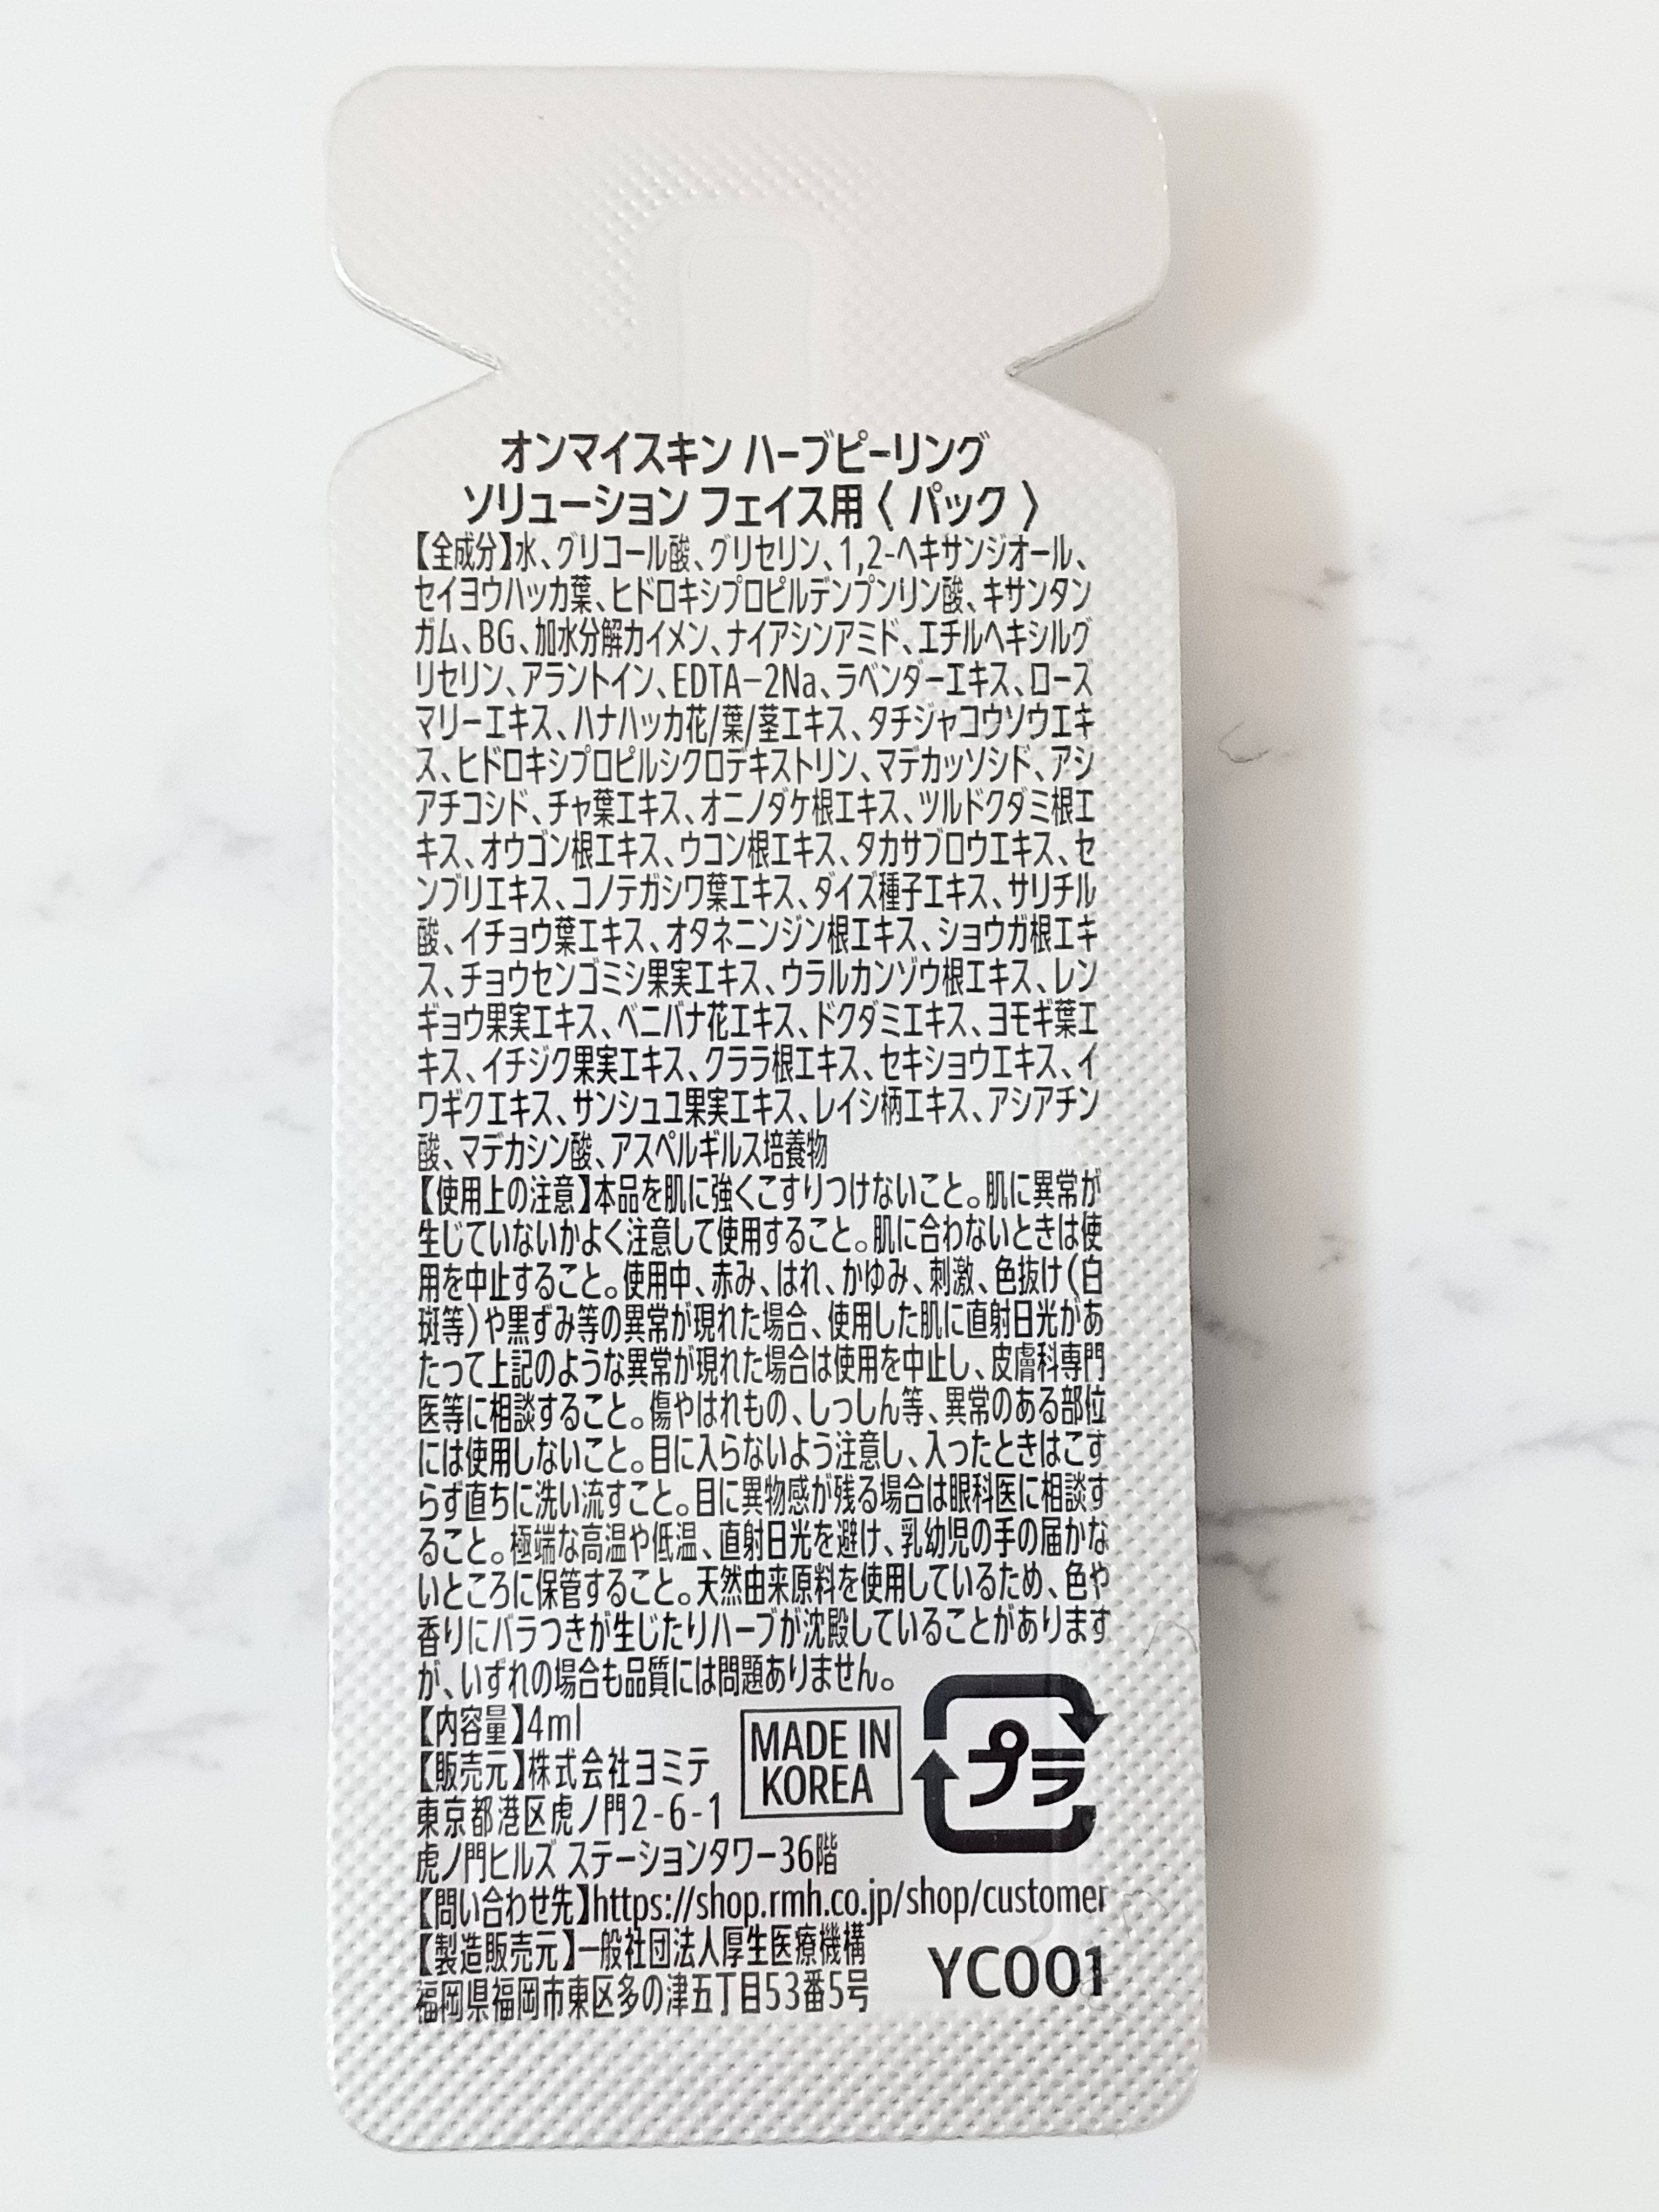 オンマイスキン ハーブピーリング
ソリューション フェイス用〈 パック 〉
【全成分】水、グリコール酸、グリセリン、1,2-ヘキサンジオール、
セイヨウハッカ葉、ヒドロキシプロピルデンプンリン酸、キサンタン
ガム、BG、加水分解カイメン、ナイアシンアミド、エチルヘキシルグ
リセリン、アラントイン、EDTA−2Na、ラベンダーエキス、ローズ
マリーエキス、ハナハッカ花/葉/茎エキス、タチジャコウソウエキ
ス、ヒドロキシプロピルシクロデキストリン、マデカッソシド、アシ
アチコシド、チャ葉エキス、オニノダケ根エキス、ツルドクダミ根エ
キス、オウゴン根エキス、ウコン根エキス、タカサブロウエキス、セ
ンブリエキス、コノテガシワ葉エキス、ダイズ種子エキス、サリチル
酸、イチョウ葉エキス、オタネニンジン根エキス、ショウガ根エキ
ス、チョウセンゴミシ果実エキス、ウラルカンゾウ根エキス、レン
ギョウ果実エキス、ベニバナ花エキス、ドクダミエキス、ヨモギ葉エ
キス、イチジク果実エキス、クララ根エキス、セキショウエキス、イ
ワギクエキス、サンシュユ果実エキス、レイシ柄エキス、アシアチン
酸、マデカシン酸、アスペルギルス培養物
【使用上の注意】本品を肌に強くこすりつけないこと。肌に異常が
生じていないかよく注意して使用すること。肌に合わないときは使
用を中止すること。使用中、赤み、はれ、かゆみ、刺激、色抜け(白
斑等)や黒ずみ等の異常が現れた場合、使用した肌に直射日光があ
たって上記のような異常が現れた場合は使用を中止し、皮膚科専門
医等に相談すること。傷やはれもの、しっしん等、異常のある部位
には使用しないこと。目に入らないよう注意し、入ったときはこす
らず直ちに洗い流すこと。目に異物感が残る場合は眼科医に相談す
ること。極端な高温や低温、直射日光を避け、乳幼児の手の届かな
いところに保管すること。天然由来原料を使用しているため、色や
香りにバラつきが生じたりハーブが沈殿していることがあります
が、いずれの場合も品質には問題ありません。
【内容量】4ml
【販売元】株式会社ヨミテ
東京都港区虎ノ門2-6-1
虎ノ門ヒルズ ステーションタワー36階
MADE IN
KOREA
プラ
【問い合わせ先】https://shop.rmh.co.jp/shop/customer
【製造販売元】一般社団法人厚生医療機構
福岡県福岡市東区多の津五丁目53番5号
YC001